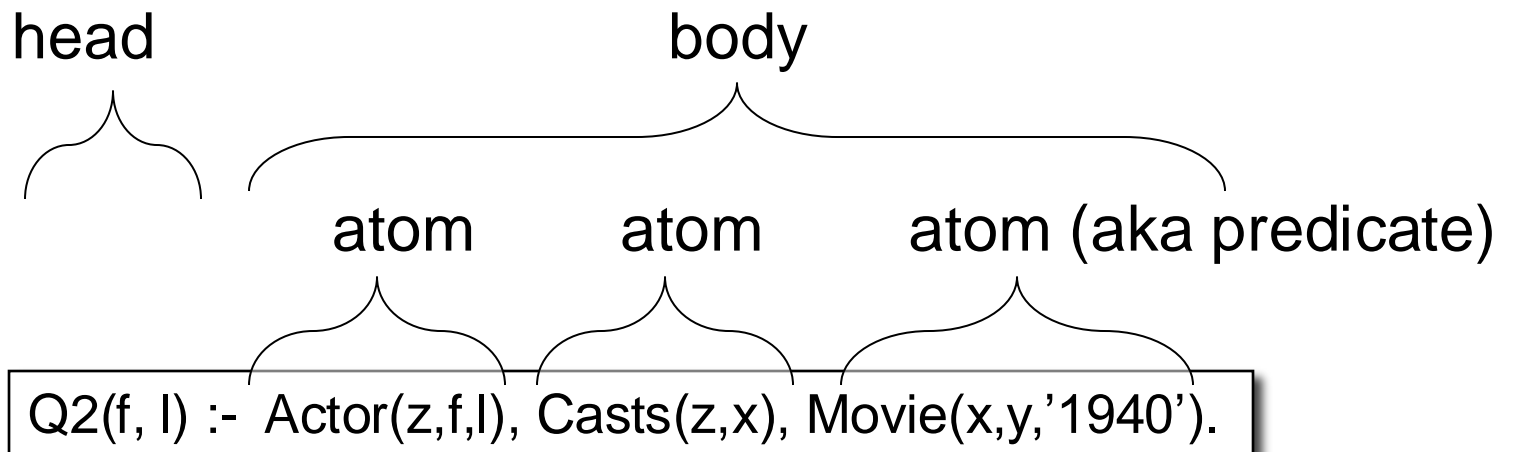 head body
atom atom atom (aka predicate)
Q2(f, l) :- Actor(z,f,l), Casts(z,x), Movie(x,y,’1940’).